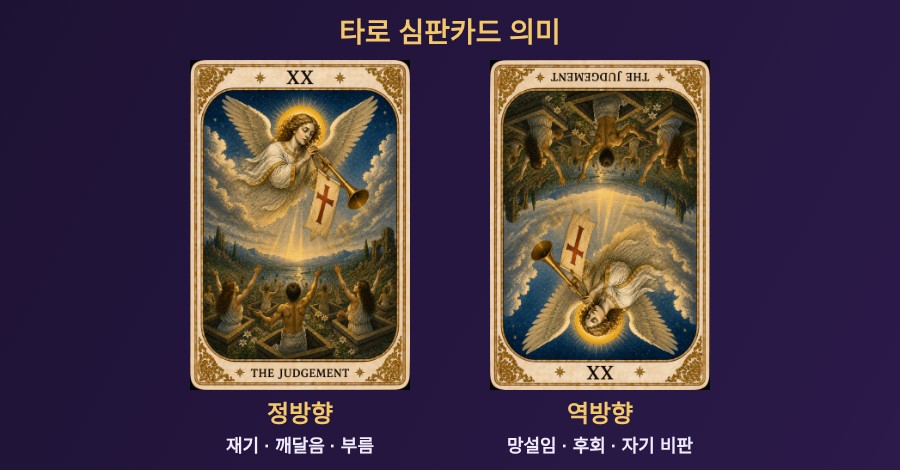 타로 심판카드 의미
XX
THE JUDGEMENT
THE JUDGEMENT
XX
정방향
역방향
재기 · 깨달음 · 부름
망설임 · 후회 · 자기 비판